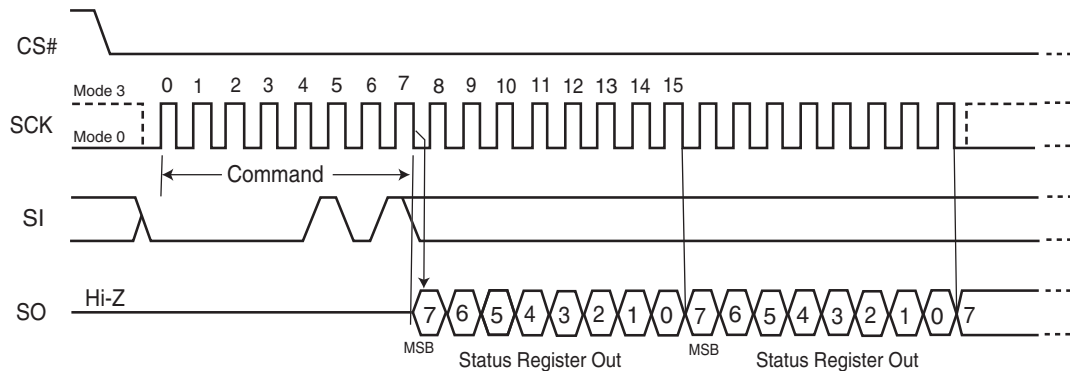 CS#
Mode 3
0 1 2 3 4 5 6 7 8 9 10 11 12 13 14 15
SCK
Mode 0
Command
SI
Hi-Z
SO
7 6 5 4 3 2 1 0 7 6 5 4 3 2 1 0 7
MSB Status Register Out MSB Status Register Out